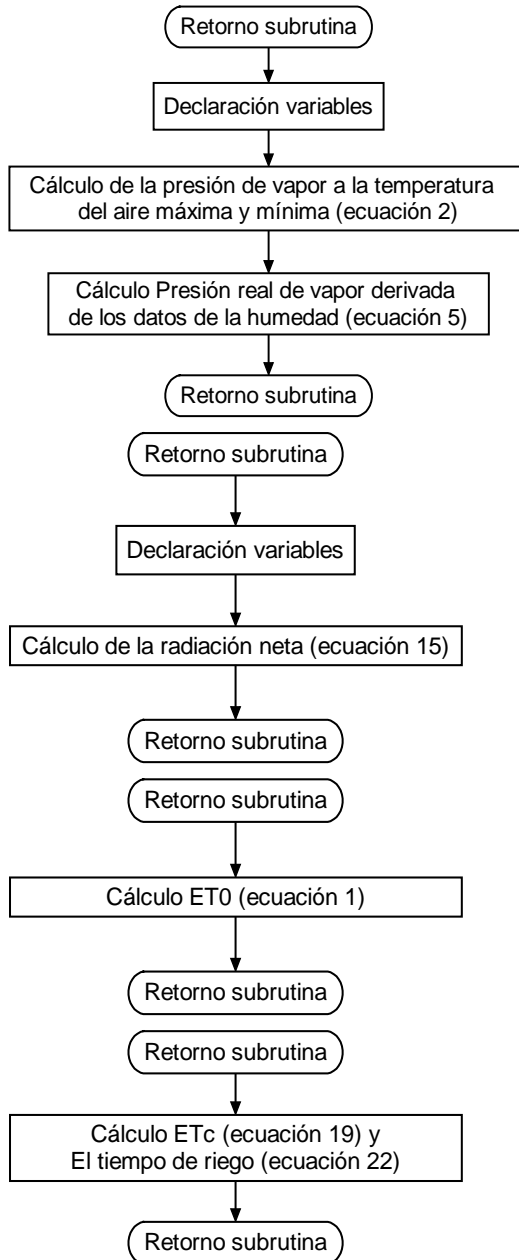 Retorno subrutina
Declaración variables
Cálculo de la presión de vapor a la temperatura
del aire máxima y mínima (ecuación 2)
Cálculo Presión real de vapor derivada
de los datos de la humedad (ecuación 5)
Retorno subrutina
Retorno subrutina
Declaración variables
Cálculo de la radiación neta (ecuación 15)
Retorno subrutina
Retorno subrutina
Cálculo ET0 (ecuación 1)
Retorno subrutina
Retorno subrutina
Cálculo ETc (ecuación 19) y
El tiempo de riego (ecuación 22)
Retorno subrutina